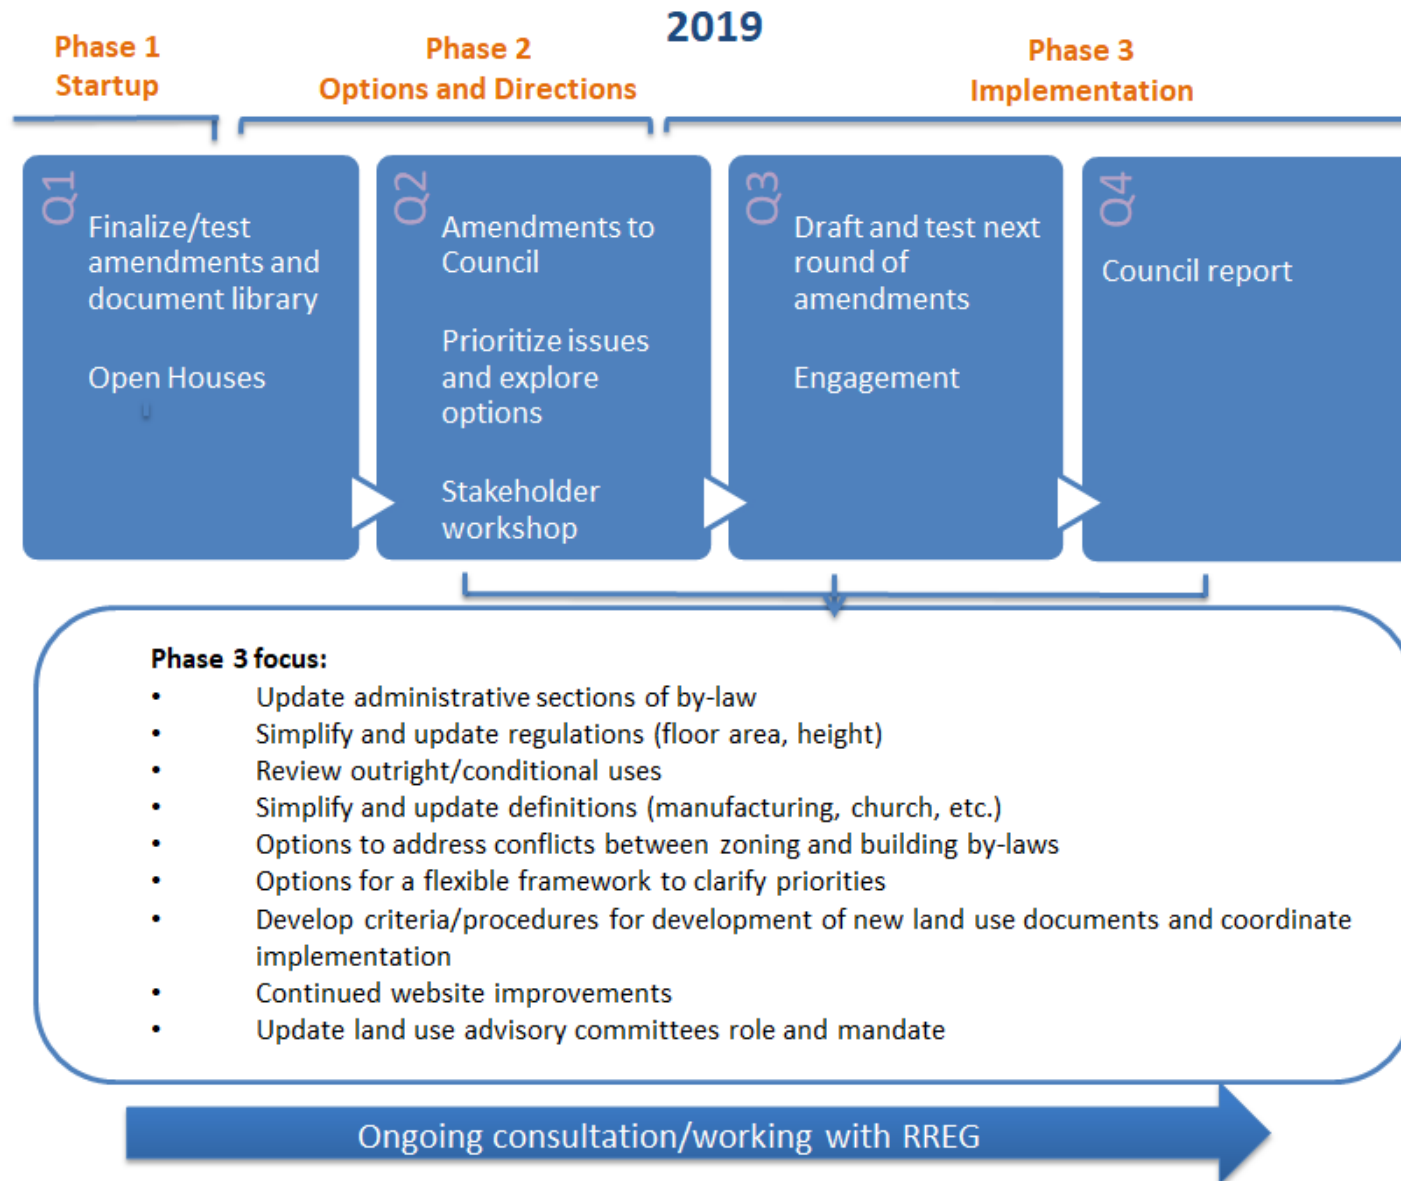 2019
Phase 1
Startup
Phase 2
Options and Directions
Phase 3
Implementation
Q1
Finalize/test
amendments and
document library
Open Houses
Q2
Amendments to
Council
Prioritize issues
and explore
options
Stakeholder
workshop
Q3
Draft and test next
round of
amendments
Engagement
Q4
Council report
Phase 3 focus:
• Update administrative sections of by-law
• Simplify and update regulations (floor area, height)
• Review outright/conditional uses
• Simplify and update definitions (manufacturing, church, etc.)
• Options to address conflicts between zoning and building by-laws
• Options for a flexible framework to clarify priorities
• Develop criteria/procedures for development of new land use documents and coordinate
implementation
• Continued website improvements
• Update land use advisory committees role and mandate
Ongoing consultation/working with RREG